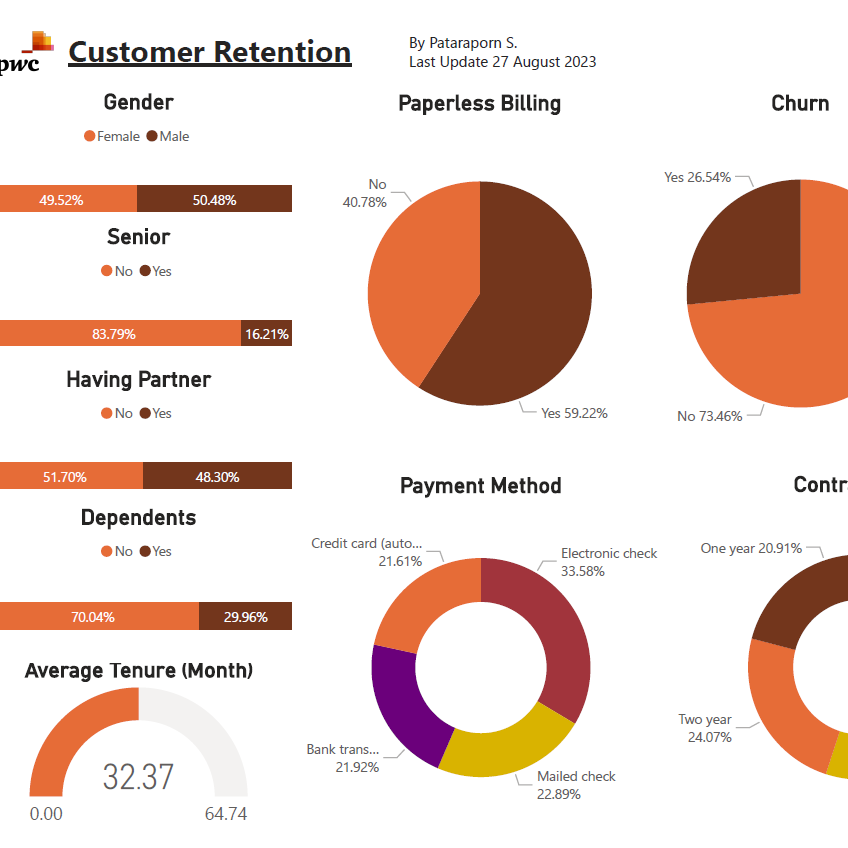 pwc
Customer Retention
By Pataraporn S.
Last Update 27 August 2023
Gender
Female Male
49.52% 50.48%
Senior
No Yes
83.79% 16.21%
Having Partner
No Yes
51.70% 48.30%
Dependents
No Yes
70.04% 29.96%
Average Tenure (Month)
32.37
0.00 64.74
Paperless Billing
No
40.78%
Yes 59.22%
Churn
Yes 26.54%
No 73.46%
Payment Method
Credit card (auto...
21.61%
Electronic check
33.58%
Bank trans...
21.92%
Mailed check
22.89%
Contr
One year 20.91%
Two year
24.07%